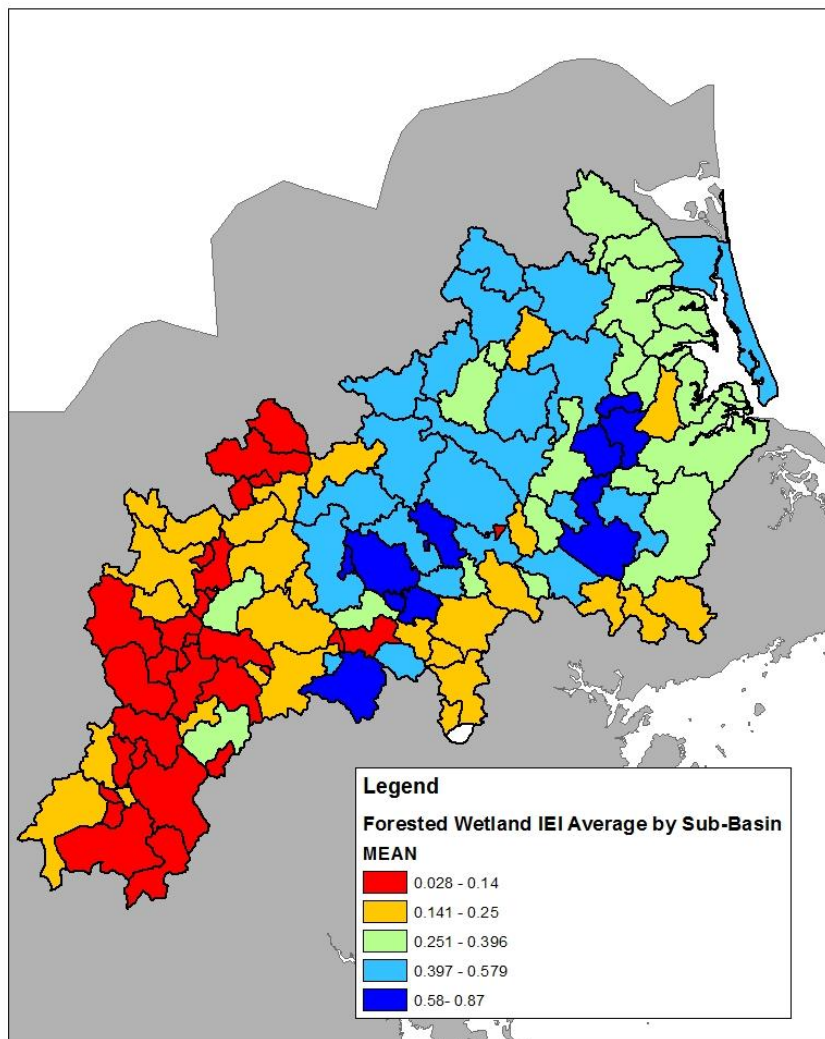 Legend
Forested Wetland IEI Average by Sub-Basin
MEAN
0.028 - 0.14
0.141 - 0.25
0.251 - 0.396
0.397 - 0.579
0.58- 0.87